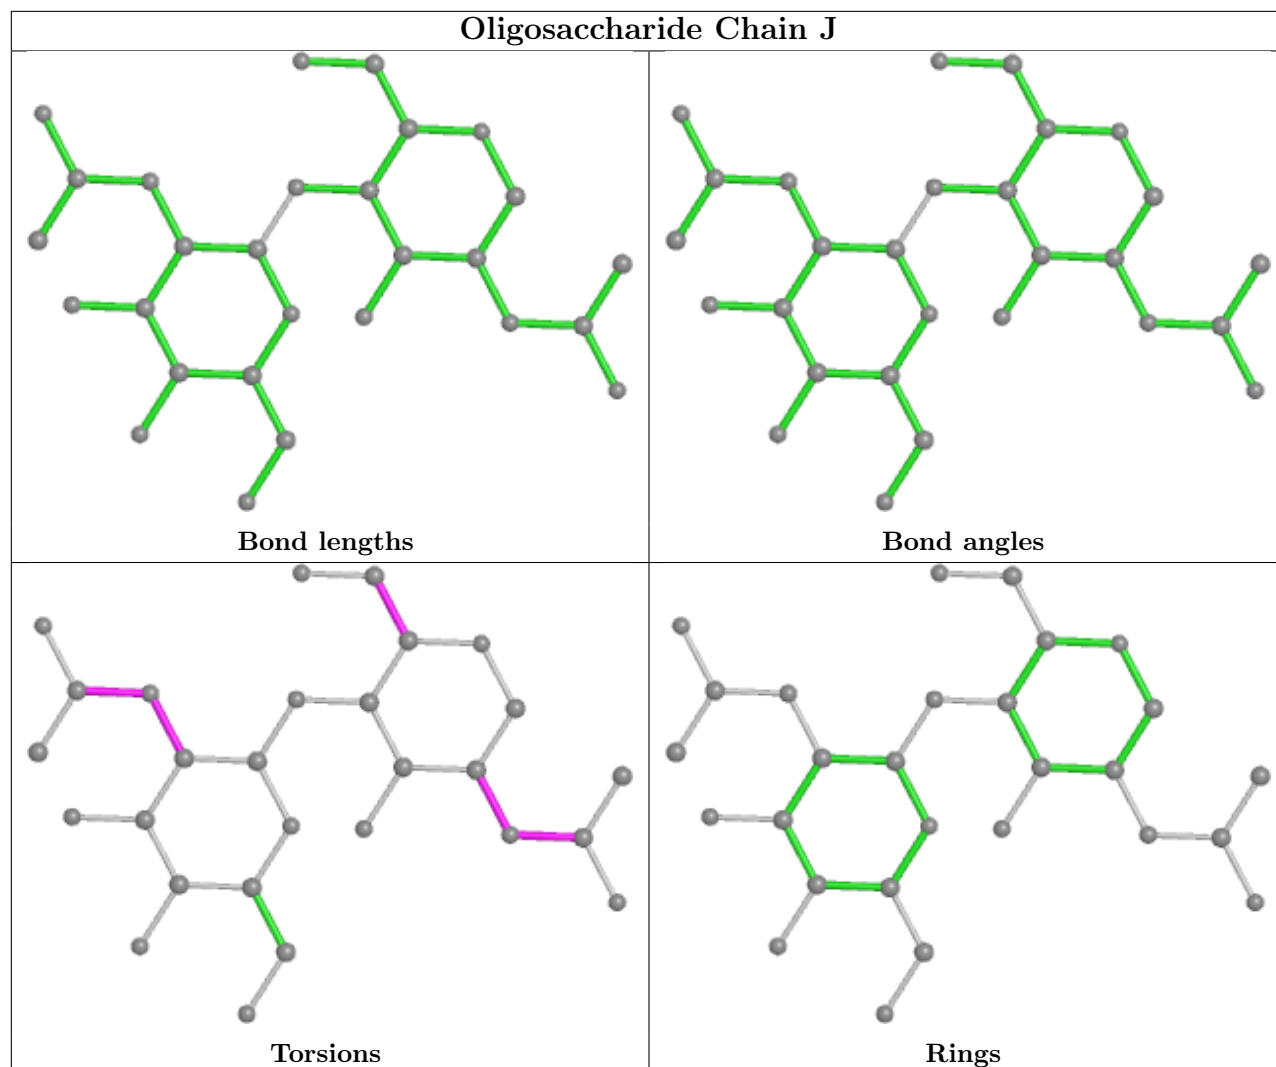 Oligosaccharide Chain J
Bond lengths
Bond angles
Torsions
Rings